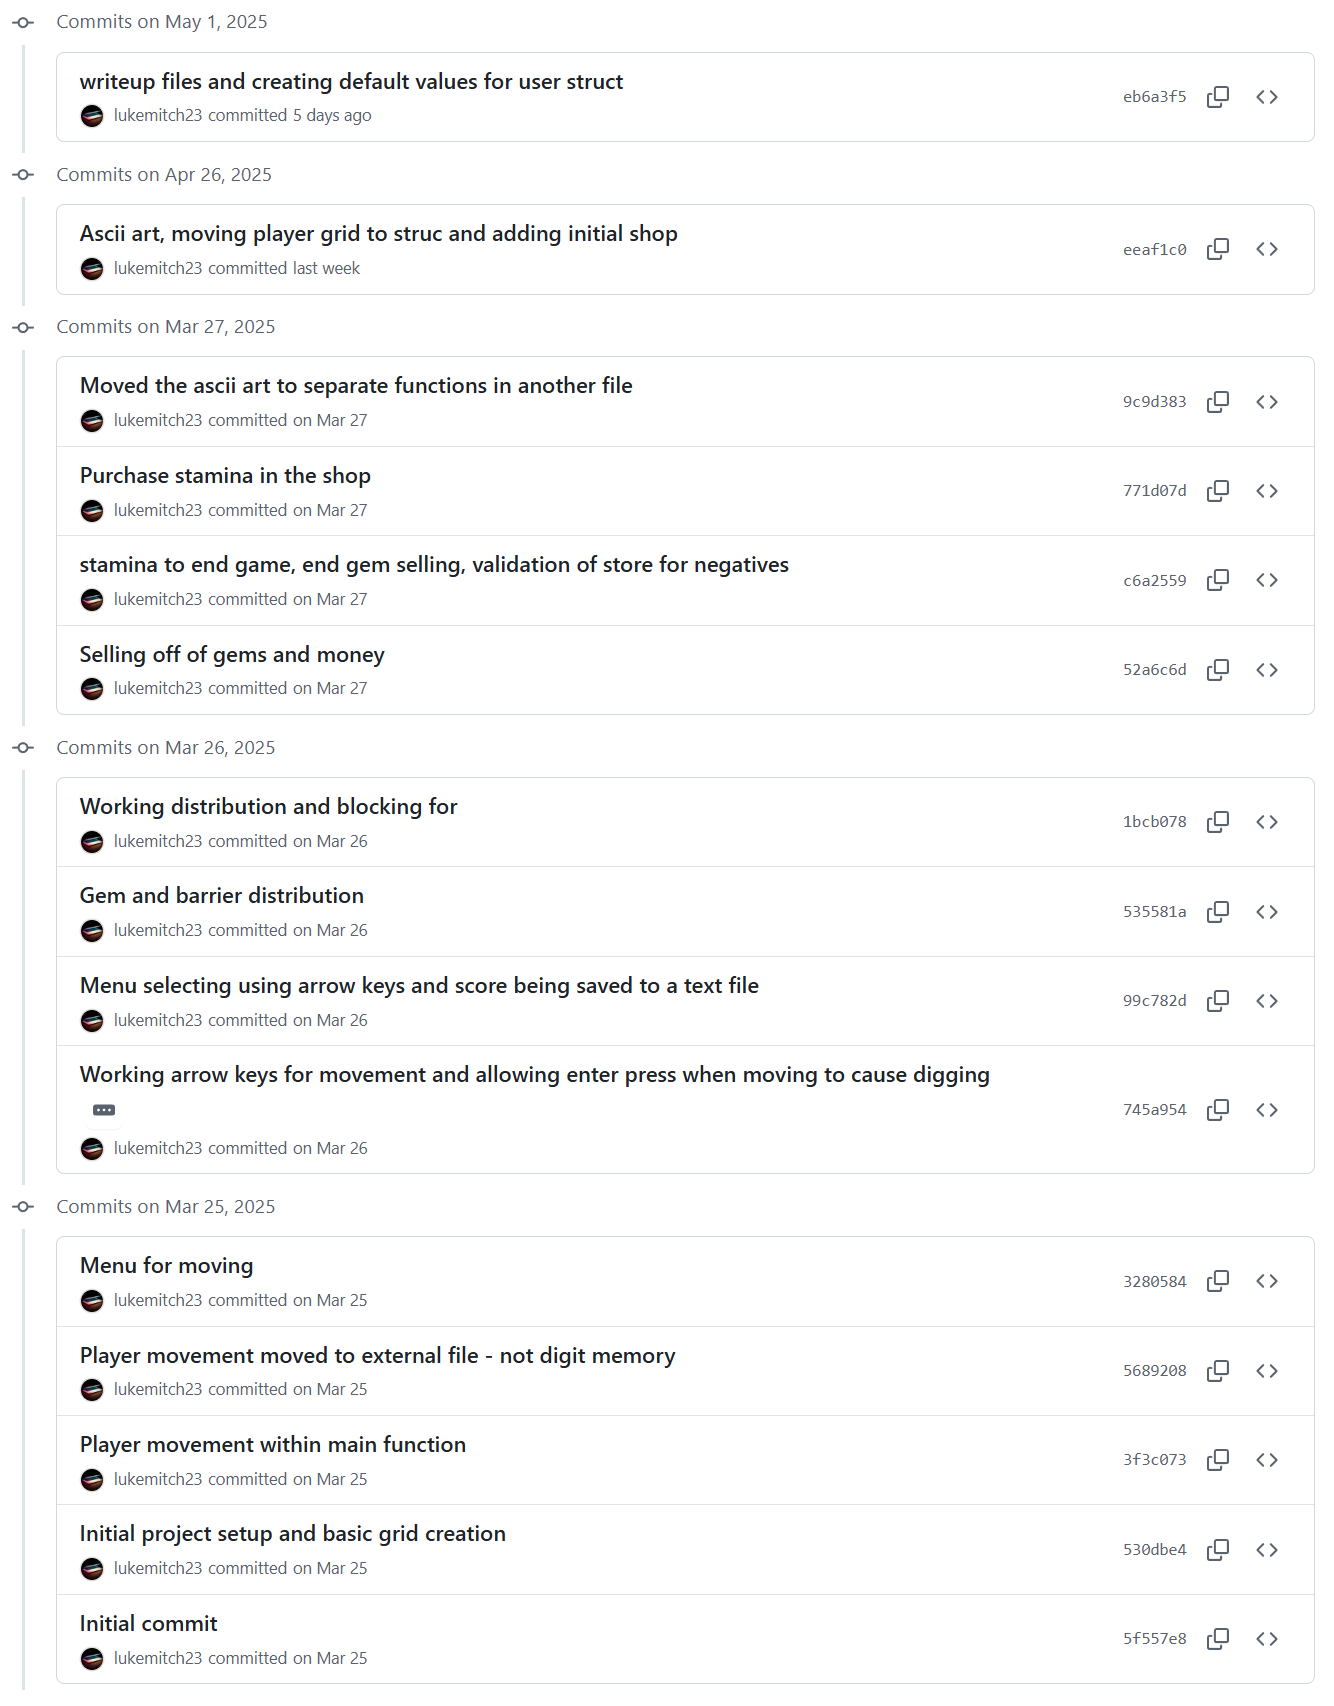 Commits on May 1, 2025
writeup files and creating default values for user struct
eb6a3f5
lukemitch23 committed 5 days ago
Commits on Apr 26, 2025
Ascii art, moving player grid to struc and adding initial shop
eeaf1c0
lukemitch23 committed last week
Commits on Mar 27, 2025
Moved the ascii art to separate functions in another file
9c9d383
lukemitch23 committed on Mar 27
Purchase stamina in the shop
771d07d
lukemitch23 committed on Mar 27
stamina to end game, end gem selling, validation of store for negatives
c6a2559
lukemitch23 committed on Mar 27
Selling off of gems and money
52a6c6d
lukemitch23 committed on Mar 27
Commits on Mar 26, 2025
Working distribution and blocking for
1bcb078
lukemitch23 committed on Mar 26
Gem and barrier distribution
535581a
lukemitch23 committed on Mar 26
Menu selecting using arrow keys and score being saved to a text file
99c782d
lukemitch23 committed on Mar 26
Working arrow keys for movement and allowing enter press when moving to cause digging
745a954
lukemitch23 committed on Mar 26
Commits on Mar 25, 2025
Menu for moving
3280584
lukemitch23 committed on Mar 25
Player movement moved to external file - not digit memory
5689208
lukemitch23 committed on Mar 25
Player movement within main function
3f3c073
lukemitch23 committed on Mar 25
Initial project setup and basic grid creation
530dbe4
lukemitch23 committed on Mar 25
Initial commit
5f557e8
lukemitch23 committed on Mar 25